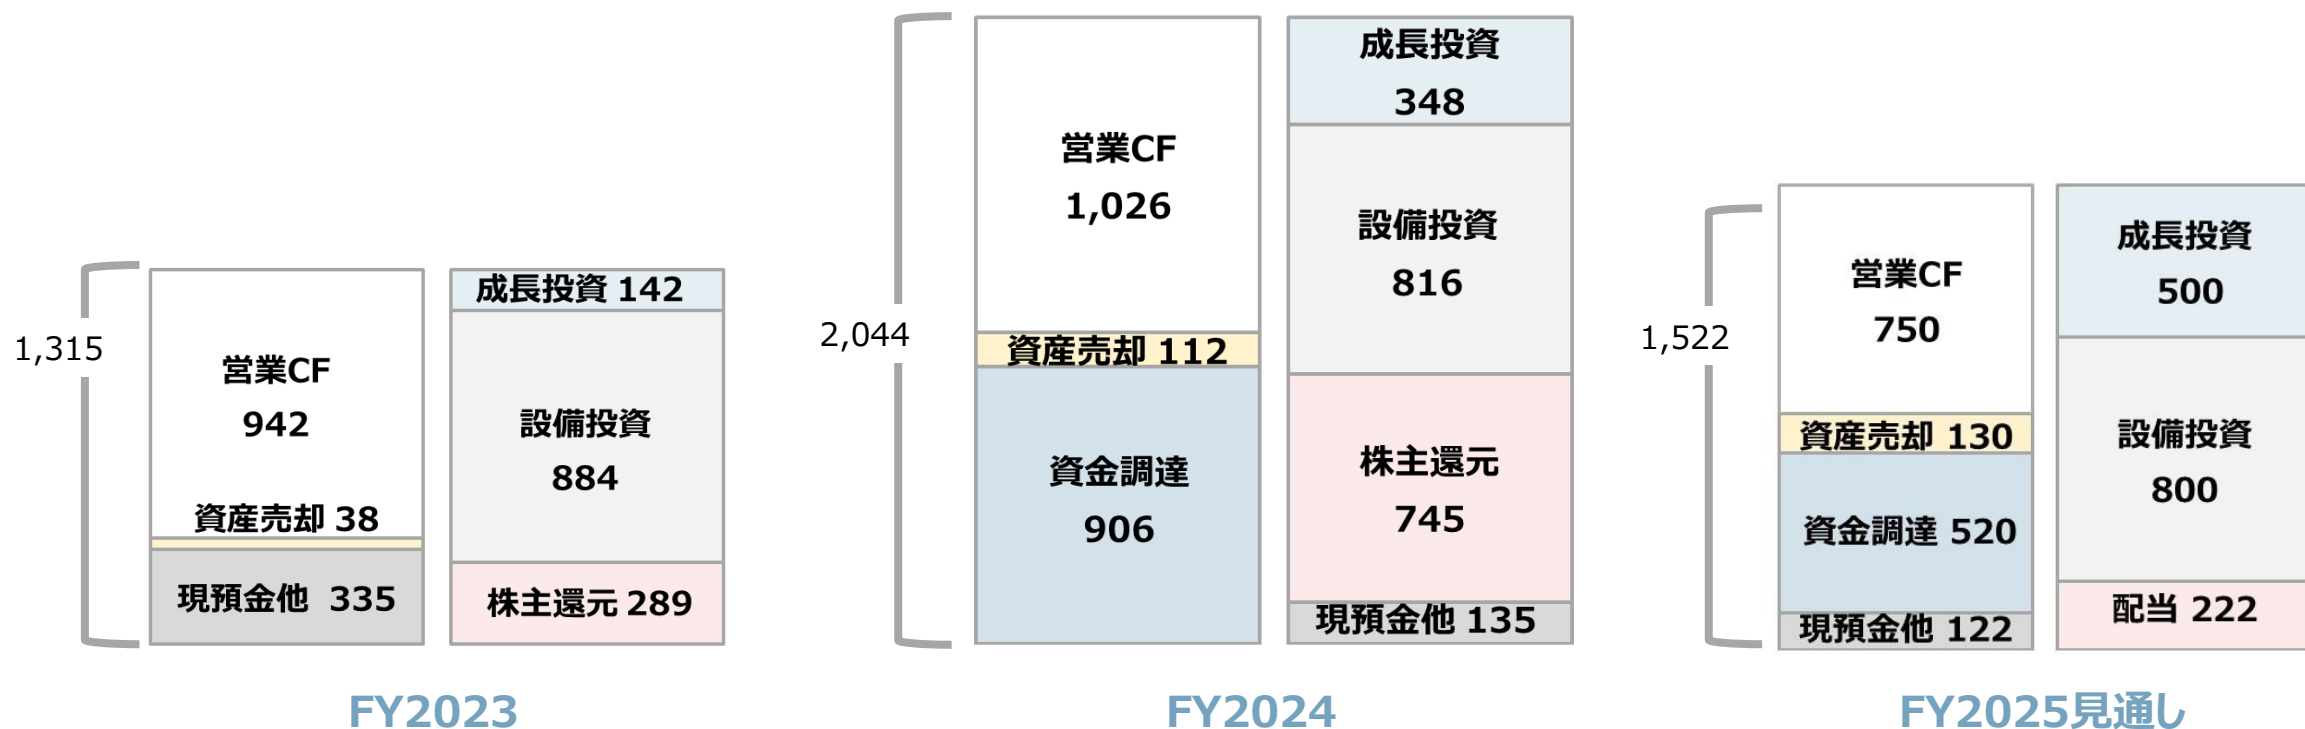 1,315
営業CF
942
資産売却 38
現預金他 335
成長投資 142
設備投資
884
株主還元 289
FY2023
2,044
営業CF
1,026
資産売却 112
資金調達
906
成長投資
348
設備投資
816
株主還元
745
現預金他 135
FY2024
1,522
営業CF
750
資産売却 130
資金調達 520
現預金他 122
成長投資
500
設備投資
800
配当 222
FY2025見通し